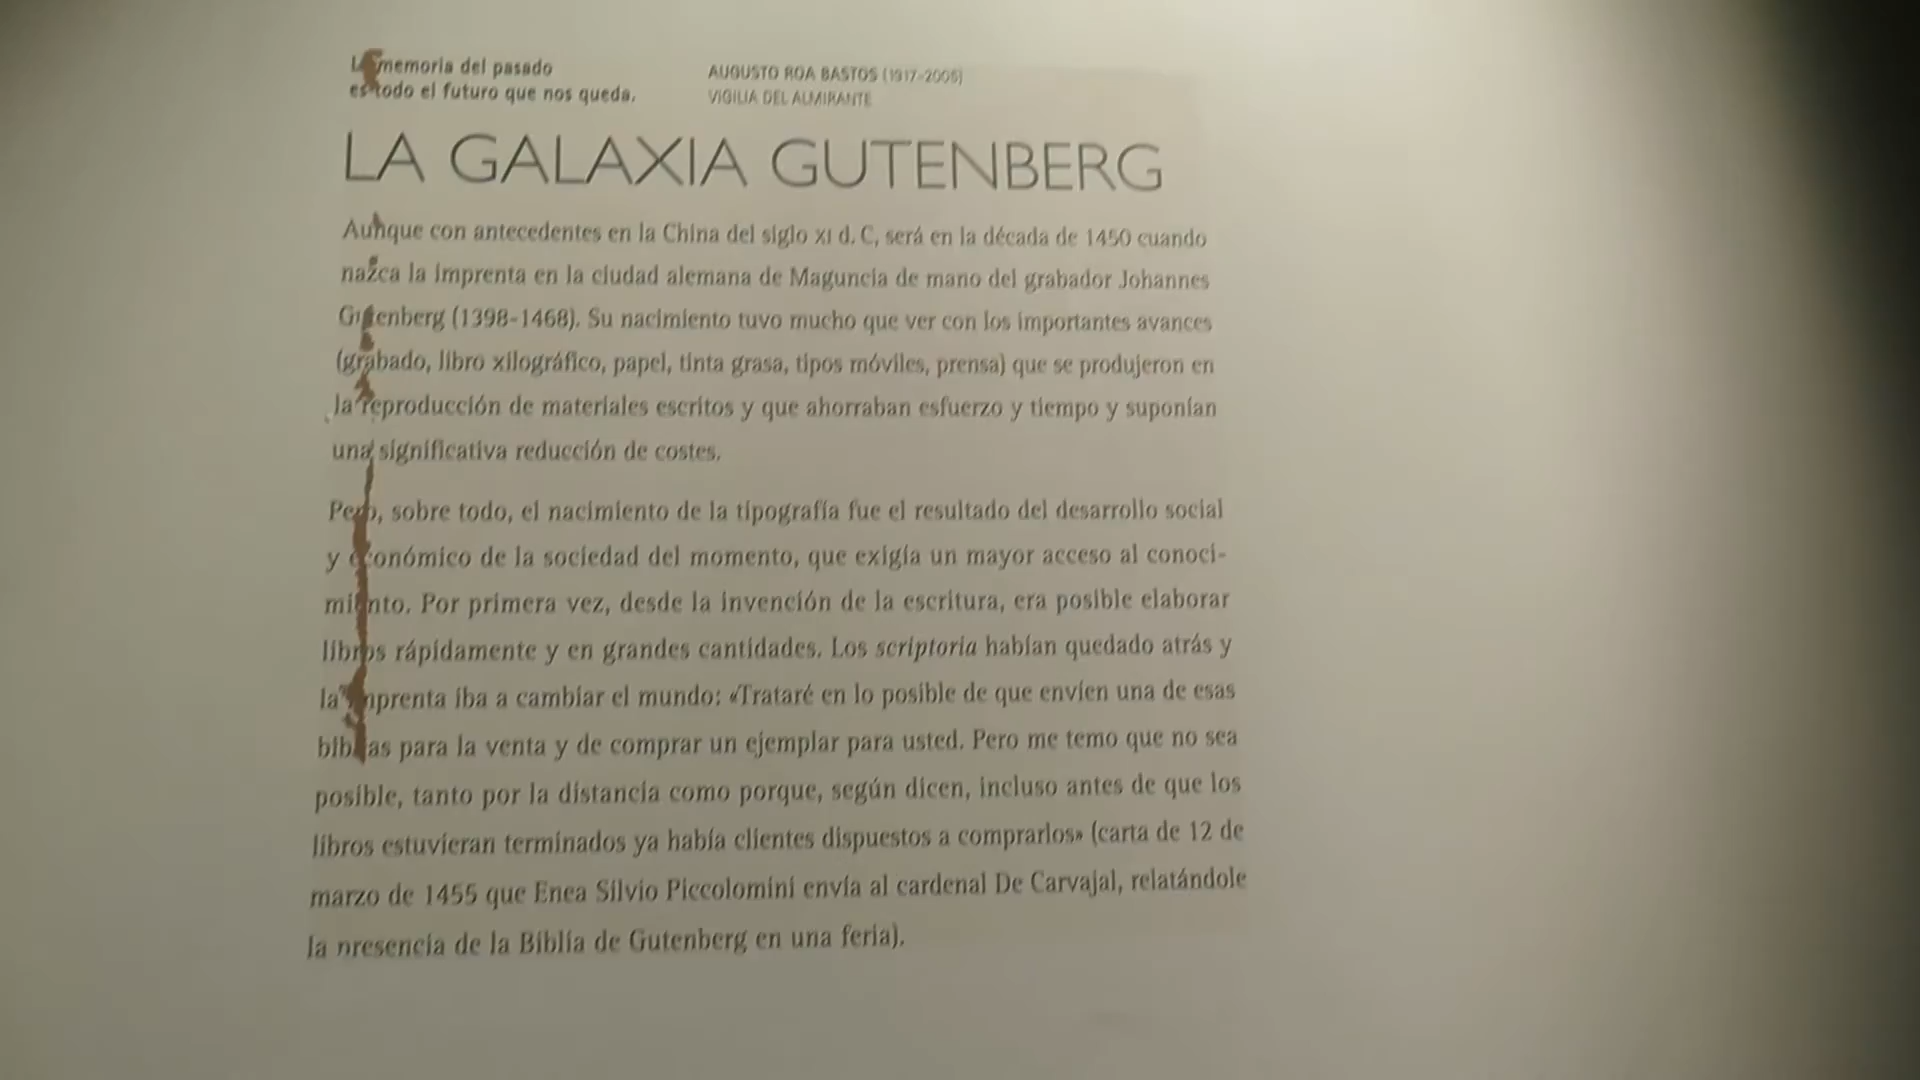 La memoria del pasado
es todo el futuro que nos queda.
AUGUSTO ROA BASTOS (1917-2005)
VIGILIA DEL ALMIRANTE
LA GALAXIA GUTENBERG
Aunque con antecedentes en la China del siglo XI d. C, será en la década de 1450 cuando
nazca la imprenta en la ciudad alemana de Maguncia de mano del grabador Johannes
Gutenberg (1398-1468). Su nacimiento tuvo mucho que ver con los importantes avances
(grabado, libro xilográfico, papel, tinta grasa, tipos móviles, prensa) que se produjeron en
la reproducción de materiales escritos y que ahorraban esfuerzo y tiempo y suponían
una significativa reducción de costes.
Pero, sobre todo, el nacimiento de la tipografía fue el resultado del desarrollo social
y económico de la sociedad del momento, que exigía un mayor acceso al conoci-
miento. Por primera vez, desde la invención de la escritura, era posible elaborar
libros rápidamente y en grandes cantidades. Los scriptoria habían quedado atrás y
la imprenta iba a cambiar el mundo: «Trataré en lo posible de que envíen una de esas
biblias para la venta y de comprar un ejemplar para usted. Pero me temo que no sea
posible, tanto por la distancia como porque, según dicen, incluso antes de que los
libros estuvieran terminados ya había clientes dispuestos a comprarlos» (carta de 12 de
marzo de 1455 que Enea Silvio Piccolomini envía al cardenal De Carvajal, relatándole
la presencia de la Biblia de Gutenberg en una feria).